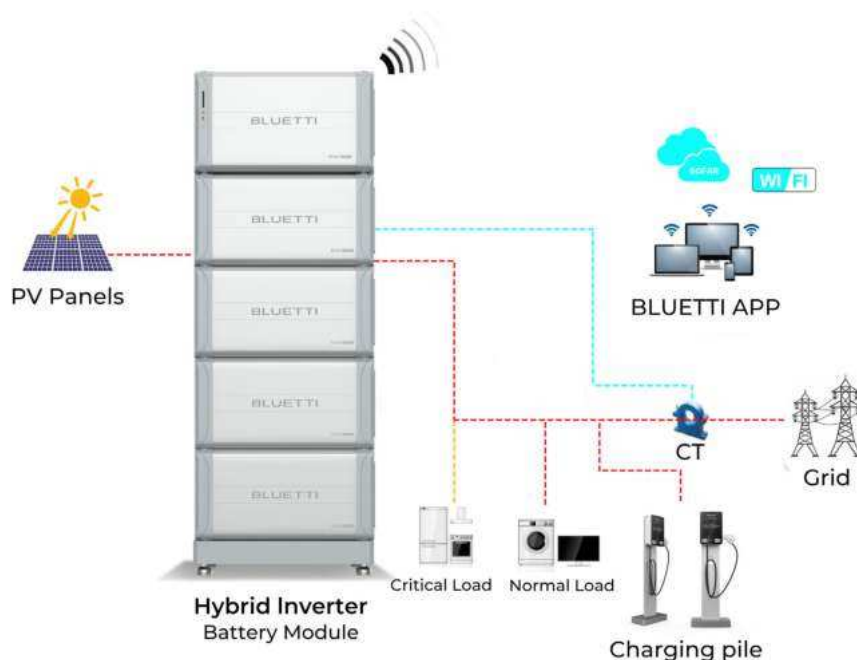 BLUETTI
BLUETTI
SOFAR
WI FI
BLUETTI
PV Panels
BLUETTI APP
BLUETTI
CT
Grid
BLUETTI
Critical Load
Normal Load
Hybrid Inverter
Battery Module
Charging pile